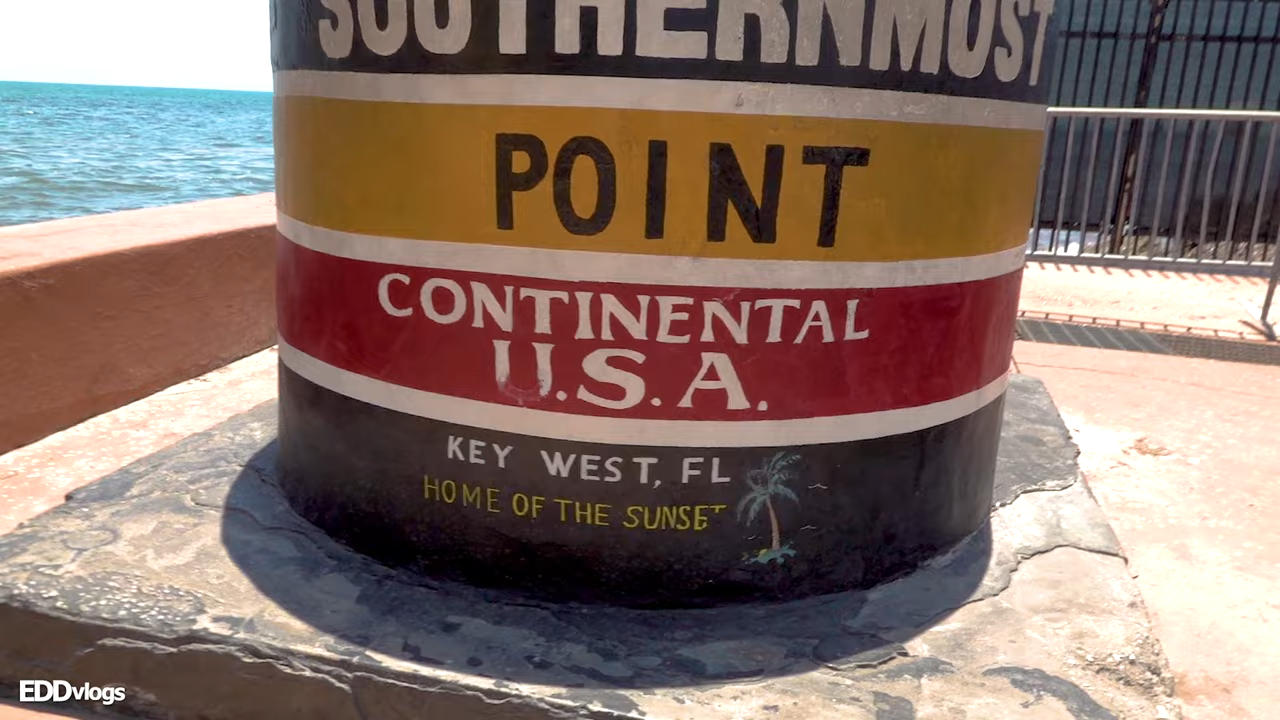 SOUTHERNMOST
POINT
CONTINENTAL
U.S.A.
KEY WEST, FL
HOME OF THE SUNSET
EDDvlogs